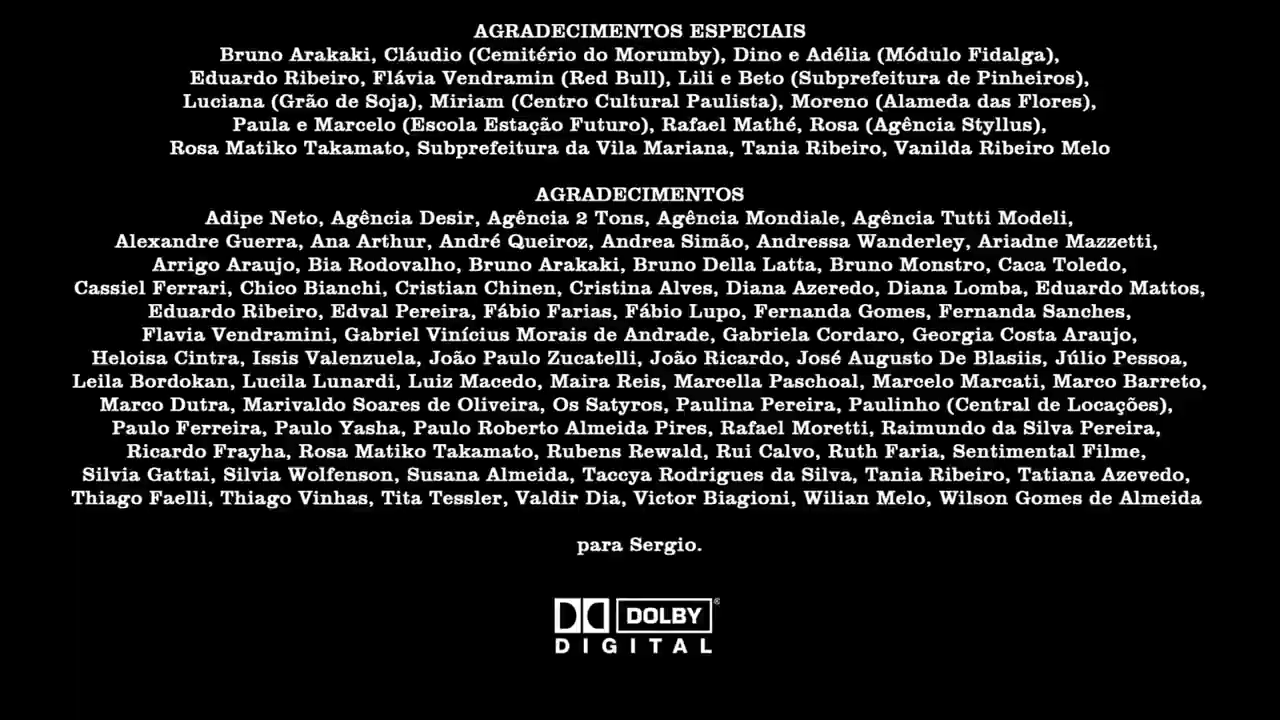 AGRADECIMENTOS ESPECIAIS
Bruno Arakaki, Cláudio (Cemitério do Morumby), Dino e Adélia (Módulo Fidalga),
Eduardo Ribeiro, Flávia Vendramin (Red Bull), Lili e Beto (Subprefeitura de Pinheiros),
Luciana (Grão de Soja), Miriam (Centro Cultural Paulista), Moreno (Alameda das Flores),
Paula e Marcelo (Escola Estação Futuro), Rafael Mathé, Rosa (Agência Styllus),
Rosa Matiko Takamato, Subprefeitura da Vila Mariana, Tania Ribeiro, Vanilda Ribeiro Melo
AGRADECIMENTOS
Adipe Neto, Agência Desir, Agência 2 Tons, Agência Mondiale, Agência Tutti Modeli,
Alexandre Guerra, Ana Arthur, André Queiroz, Andrea Simão, Andressa Wanderley, Ariadne Mazzetti,
Arrigo Araujo, Bia Rodovalho, Bruno Arakaki, Bruno Della Latta, Bruno Monstro, Caca Toledo,
Cassiel Ferrari, Chico Bianchi, Cristian Chinen, Cristina Alves, Diana Azeredo, Diana Lomba, Eduardo Mattos,
Eduardo Ribeiro, Edval Pereira, Fábio Farias, Fábio Lupo, Fernanda Gomes, Fernanda Sanches,
Flavia Vendramini, Gabriel Vinícius Morais de Andrade, Gabriela Cordaro, Georgia Costa Araujo,
Heloisa Cintra, Issis Valenzuela, João Paulo Zucatelli, João Ricardo, José Augusto De Blasiis, Júlio Pessoa,
Leila Bordokan, Lucila Lunardi, Luiz Macedo, Maira Reis, Marcella Paschoal, Marcelo Marcati, Marco Barreto,
Marco Dutra, Marivaldo Soares de Oliveira, Os Satyros, Paulina Pereira, Paulinho (Central de Locações),
Paulo Ferreira, Paulo Yasha, Paulo Roberto Almeida Pires, Rafael Moretti, Raimundo da Silva Pereira,
Ricardo Frayha, Rosa Matiko Takamato, Rubens Rewald, Rui Calvo, Ruth Faria, Sentimental Filme,
Silvia Gattai, Silvia Wolfenson, Susana Almeida, Taccya Rodrigues da Silva, Tania Ribeiro, Tatiana Azevedo,
Thiago Faelli, Thiago Vinhas, Tita Tessler, Valdir Dia, Victor Biagioni, Wilian Melo, Wilson Gomes de Almeida
para Sergio.
DOLBY®
DIGITAL